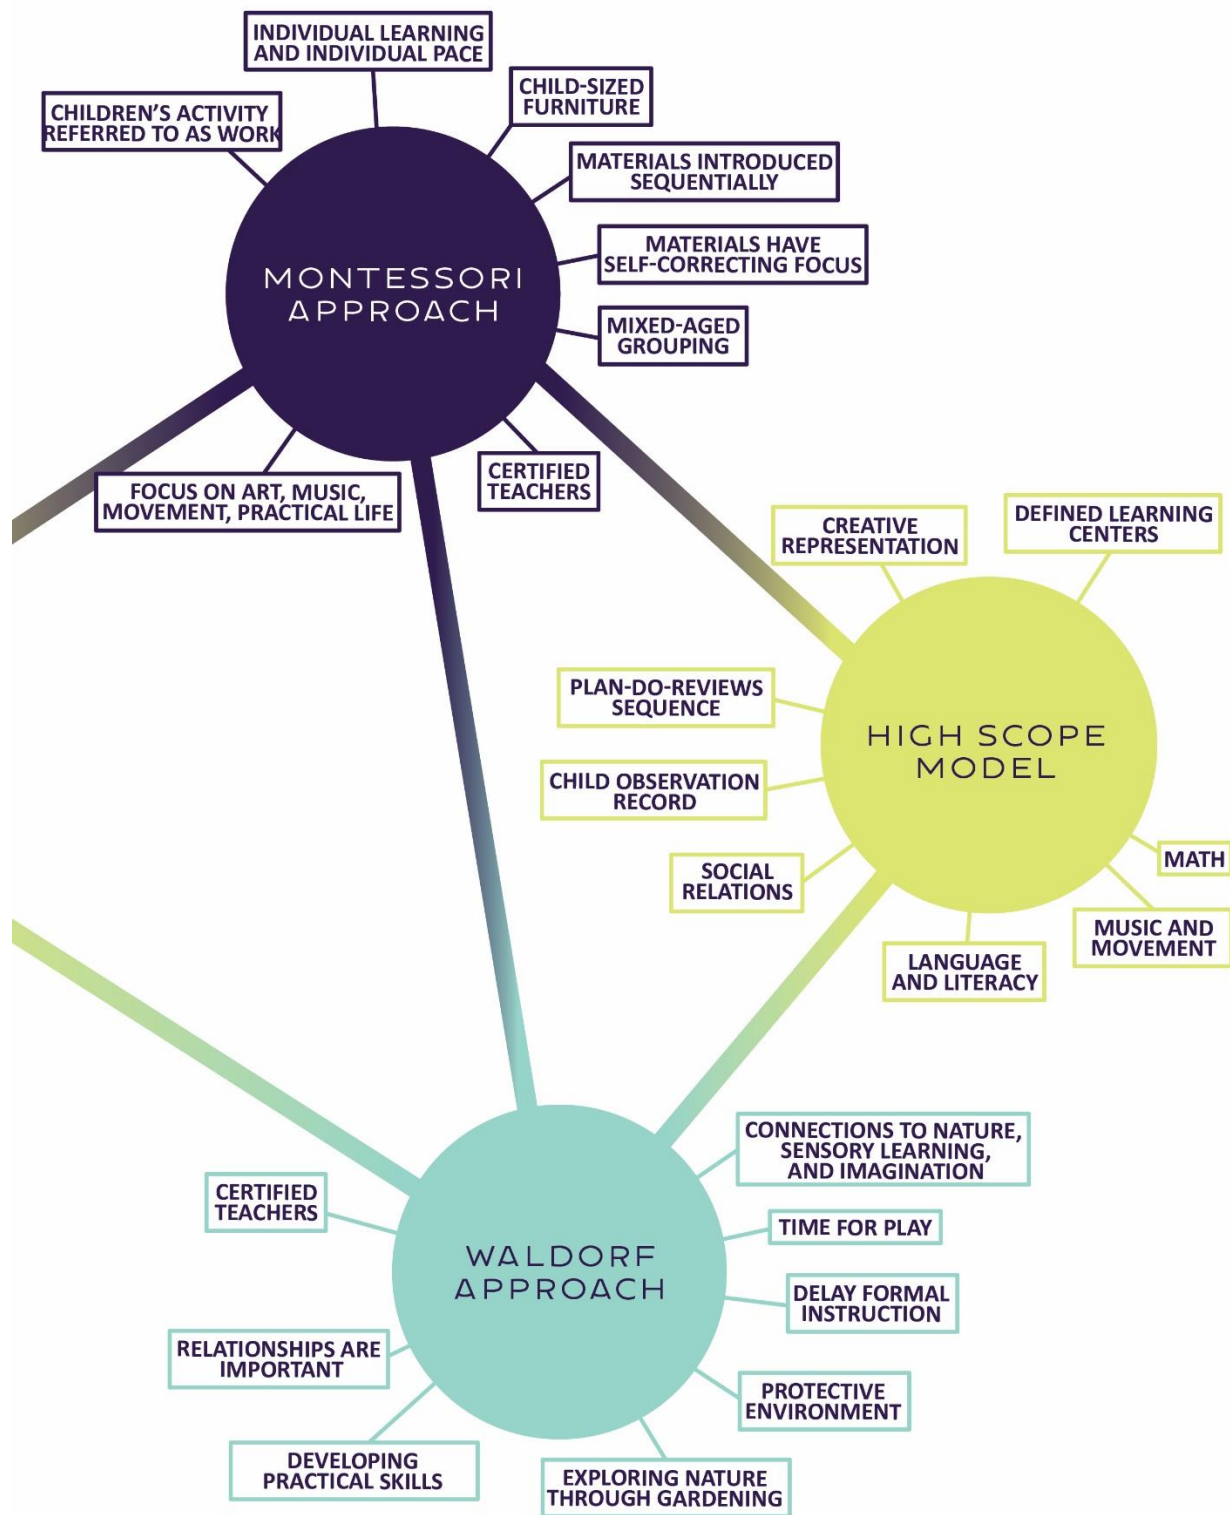 INDIVIDUAL LEARNING
AND INDIVIDUAL PACE
CHILD-SIZED
FURNITURE
CHILDREN'S ACTIVITY
REFERRED TO AS WORK
MATERIALS INTRODUCED
SEQUENTIALLY
MATERIALS HAVE
SELF-CORRECTING FOCUS
MONTESSORI
APPROACH
MIXED-AGED
GROUPING
CERTIFIED
TEACHERS
FOCUS ON ART, MUSIC,
MOVEMENT, PRACTICAL LIFE
CREATIVE
REPRESENTATION
DEFINED LEARNING
CENTERS
PLAN-DO-REVIEWS
SEQUENCE
HIGH SCOPE
MODEL
CHILD OBSERVATION
RECORD
SOCIAL
RELATIONS
MATH
MUSIC AND
MOVEMENT
LANGUAGE
AND LITERACY
CONNECTIONS TO NATURE,
SENSORY LEARNING,
AND IMAGINATION
CERTIFIED
TEACHERS
TIME FOR PLAY
WALDORF
APPROACH
DELAY FORMAL
INSTRUCTION
RELATIONSHIPS ARE
IMPORTANT
PROTECTIVE
ENVIRONMENT
DEVELOPING
PRACTICAL SKILLS
EXPLORING NATURE
THROUGH GARDENING